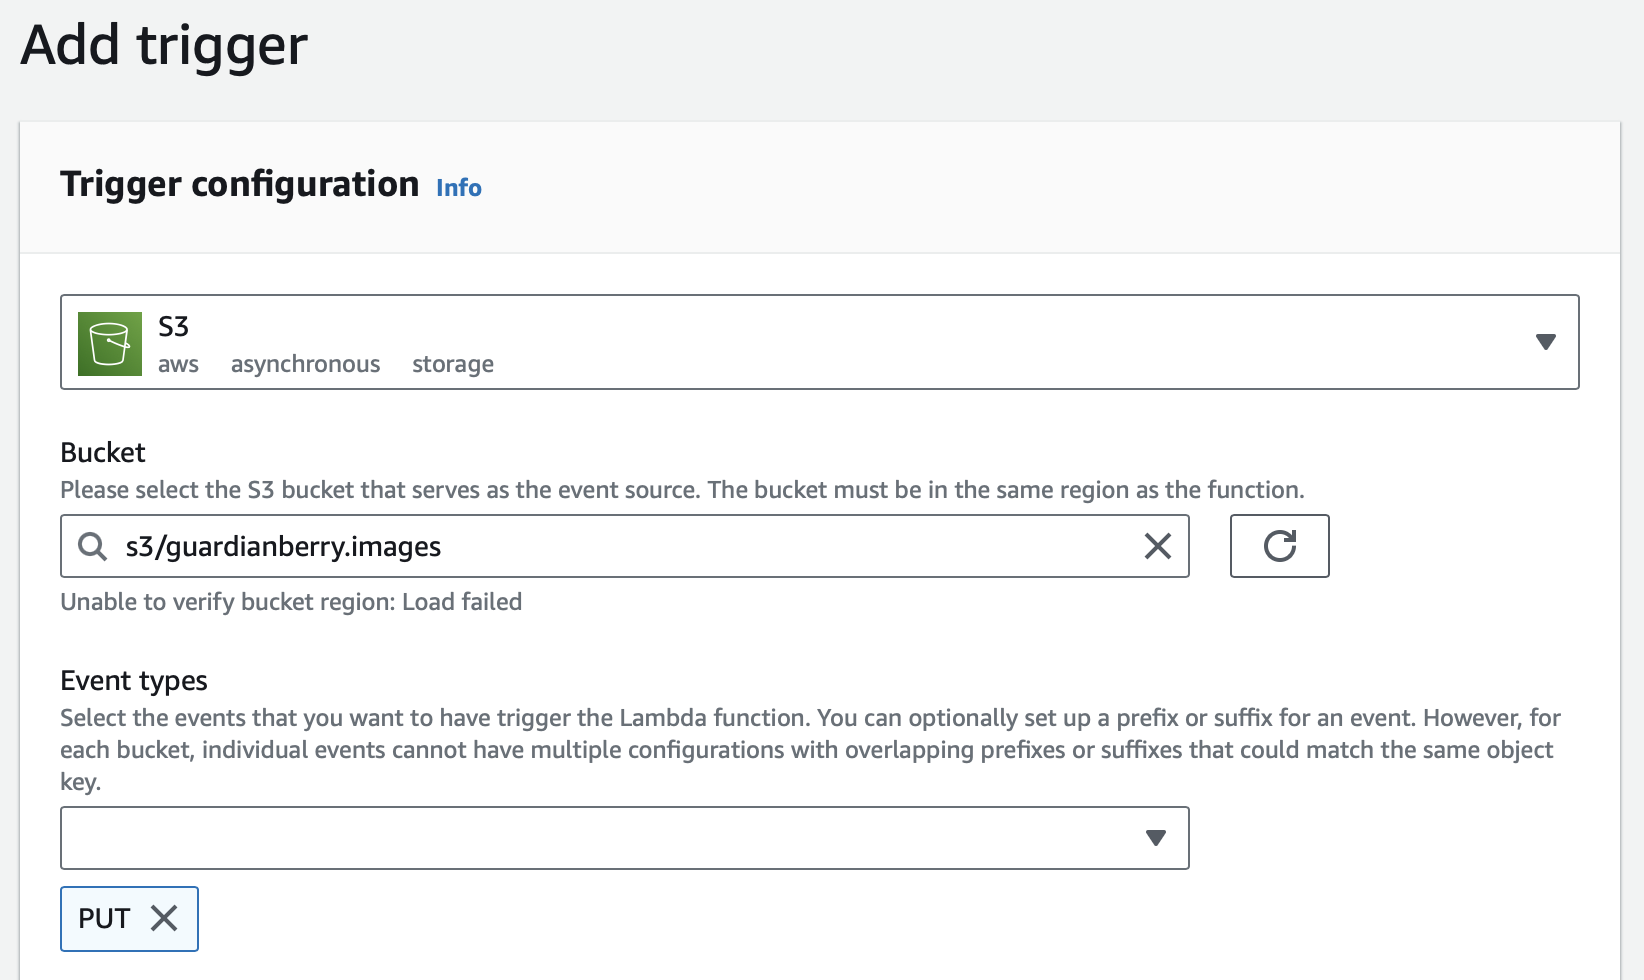 Add trigger
Trigger configuration Info
S3
aws asynchronous storage
Bucket
Please select the S3 bucket that serves as the event source. The bucket must be in the same region as the function.
s3/guardianberry.images
Unable to verify bucket region: Load failed
Event types
Select the events that you want to have trigger the Lambda function. You can optionally set up a prefix or suffix for an event. However, for
each bucket, individual events cannot have multiple configurations with overlapping prefixes or suffixes that could match the same object
key.
PUT